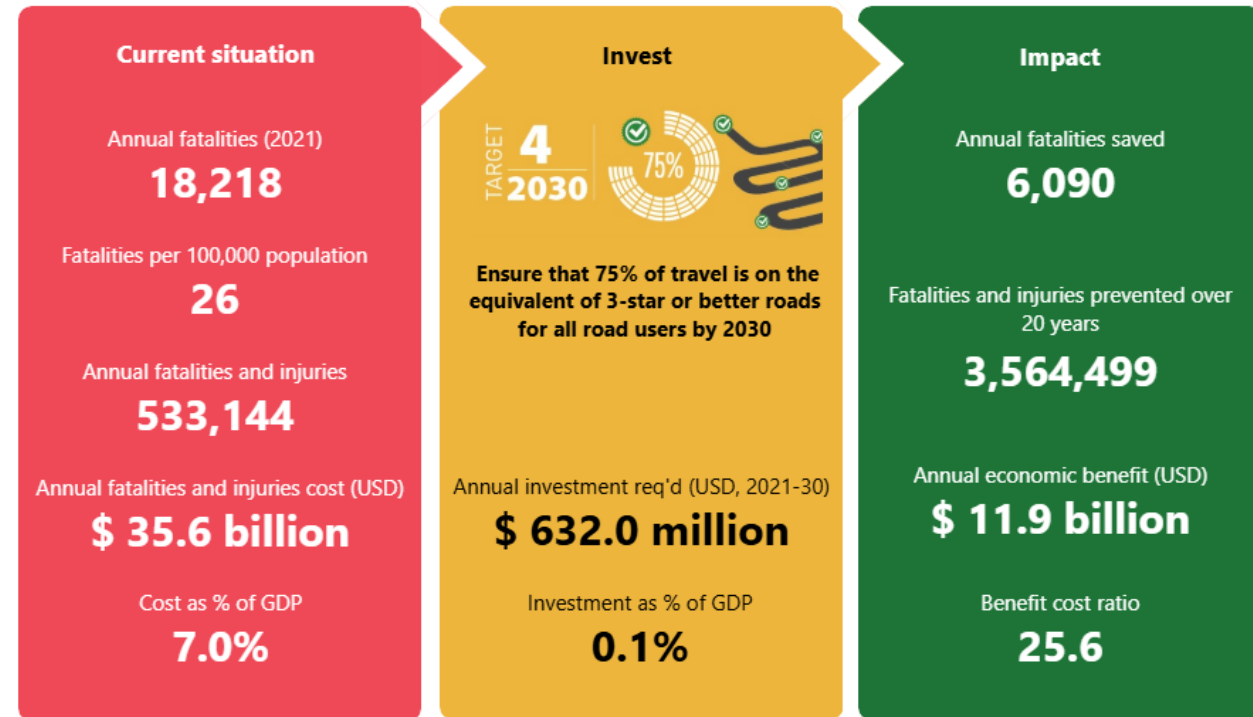 Current situation
Annual fatalities (2021)
18,218
Fatalities per 100,000 population
26
Annual fatalities and injuries
533,144
Annual fatalities and injuries cost (USD)
$ 35.6 billion
Cost as % of GDP
7.0%
Invest
TARGET
4
2030
75%
Ensure that 75% of travel is on the
equivalent of 3-star or better roads
for all road users by 2030
Annual investment req'd (USD, 2021-30)
$ 632.0 million
Investment as % of GDP
0.1%
Impact
Annual fatalities saved
6,090
Fatalities and injuries prevented over
20 years
3,564,499
Annual economic benefit (USD)
$ 11.9 billion
Benefit cost ratio
25.6